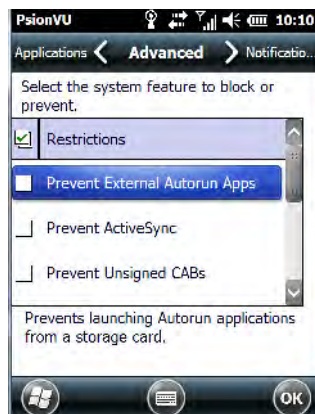 PsionVU 10:10
Applications Advanced Notificatio...
Select the system feature to block or
prevent.
Restrictions
Prevent External Autorun Apps
Prevent ActiveSync
Prevent Unsigned CABs
Prevents launching Autorun applications
from a storage card.
OK